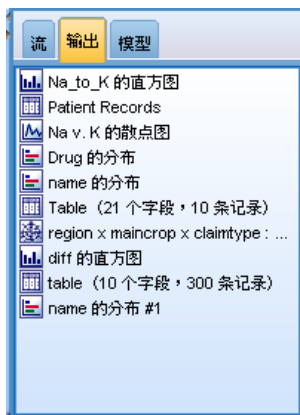 流 输出 模型
Na_to_K 的直方图
Patient Records
Na v. K 的散点图
Drug 的分布
name 的分布
Table（21 个字段，10 条记录）
region x maincrop x claimtype : ...
diff 的直方图
table（10 个字段，300 条记录）
name 的分布 #1